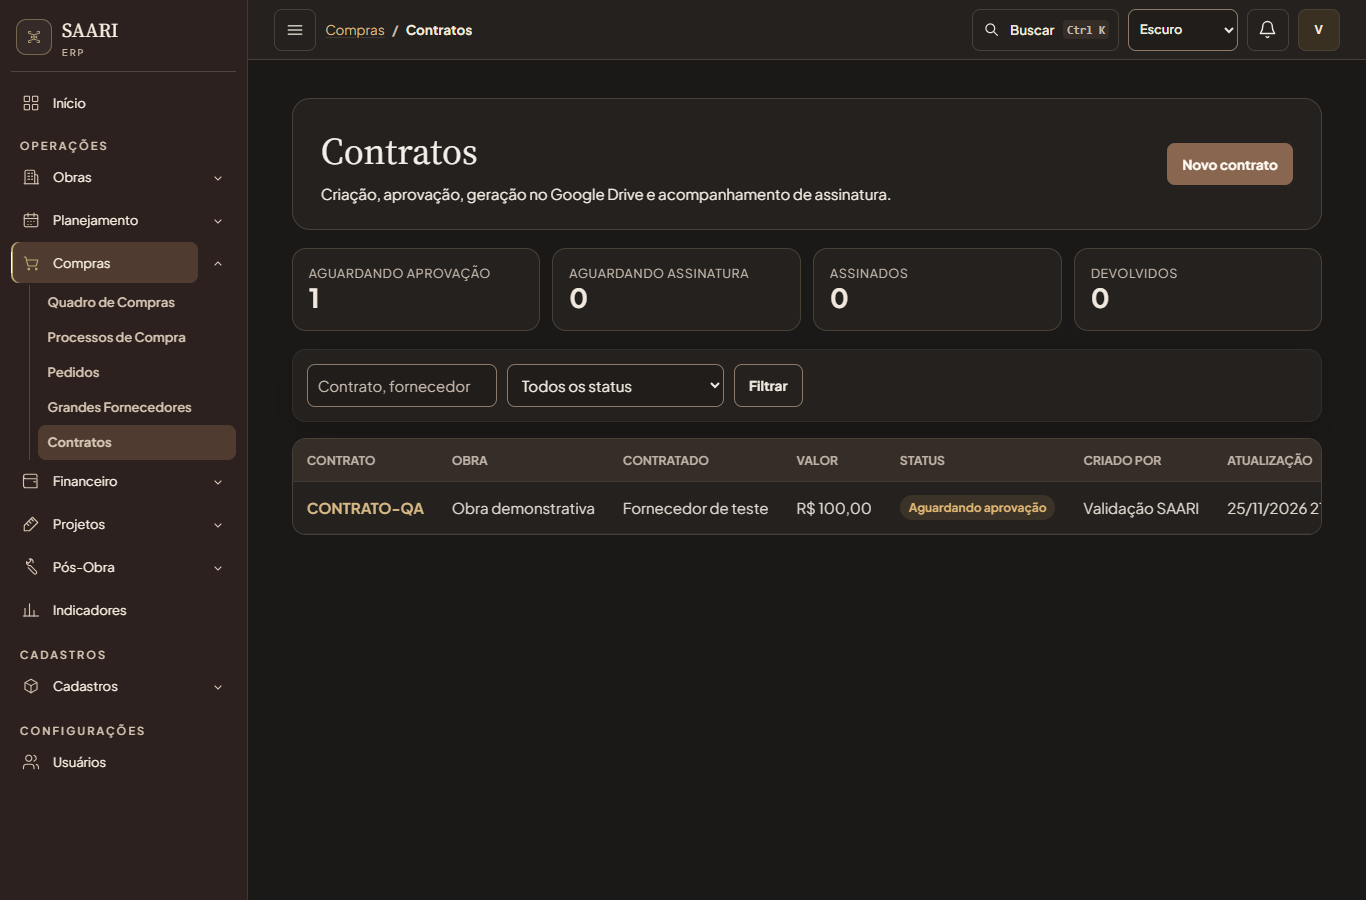 SAARI
ERP
Início
OPERAÇÕES
Obras
Planejamento
Compras
Quadro de Compras
Processos de Compra
Pedidos
Grandes Fornecedores
Contratos
Financeiro
Projetos
Pós-Obra
Indicadores
CADASTROS
Cadastros
CONFIGURAÇÕES
Usuários
Compras / Contratos
Buscar Ctrl K
Escuro
V
Contratos
Criação, aprovação, geração no Google Drive e acompanhamento de assinatura.
Novo contrato
AGUARDANDO APROVAÇÃO
1
AGUARDANDO ASSINATURA
0
ASSINADOS
0
DEVOLVIDOS
0
Contrato, fornecedor
Todos os status
Filtrar
CONTRATO OBRA CONTRATADO VALOR STATUS CRIADO POR ATUALIZAÇÃO
CONTRATO-QA Obra demonstrativa Fornecedor de teste R$ 100,00 Aguardando aprovação Validação SAARI 25/11/2026